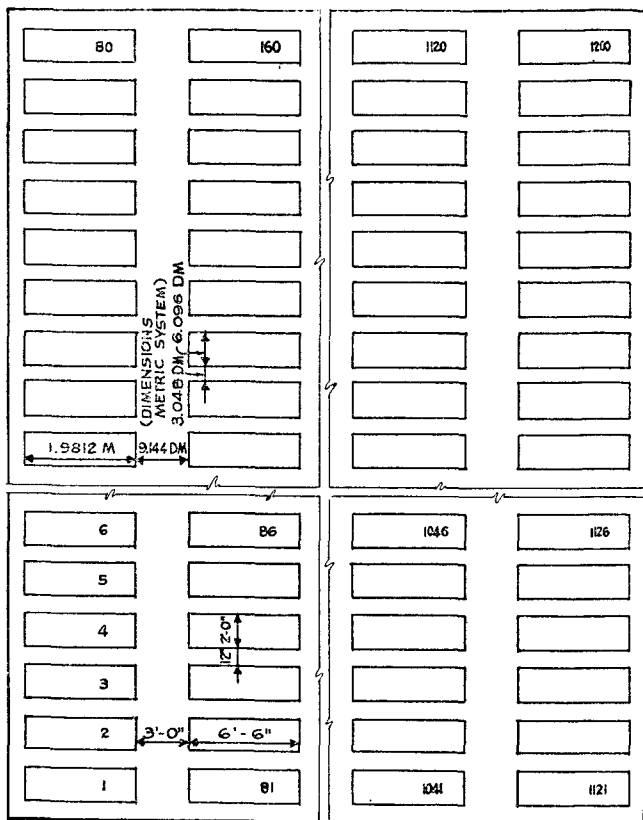 80 160 1120 1200
(DIMENSIONS
METRIC SYSTEM)
3.048 DM 6.096 DM
1.9812 M 9.144 DM
6 86 1046 1126
5
4
12" 2'-0"
3
2 3'-0" 6'-6"
1 81 1041 1121